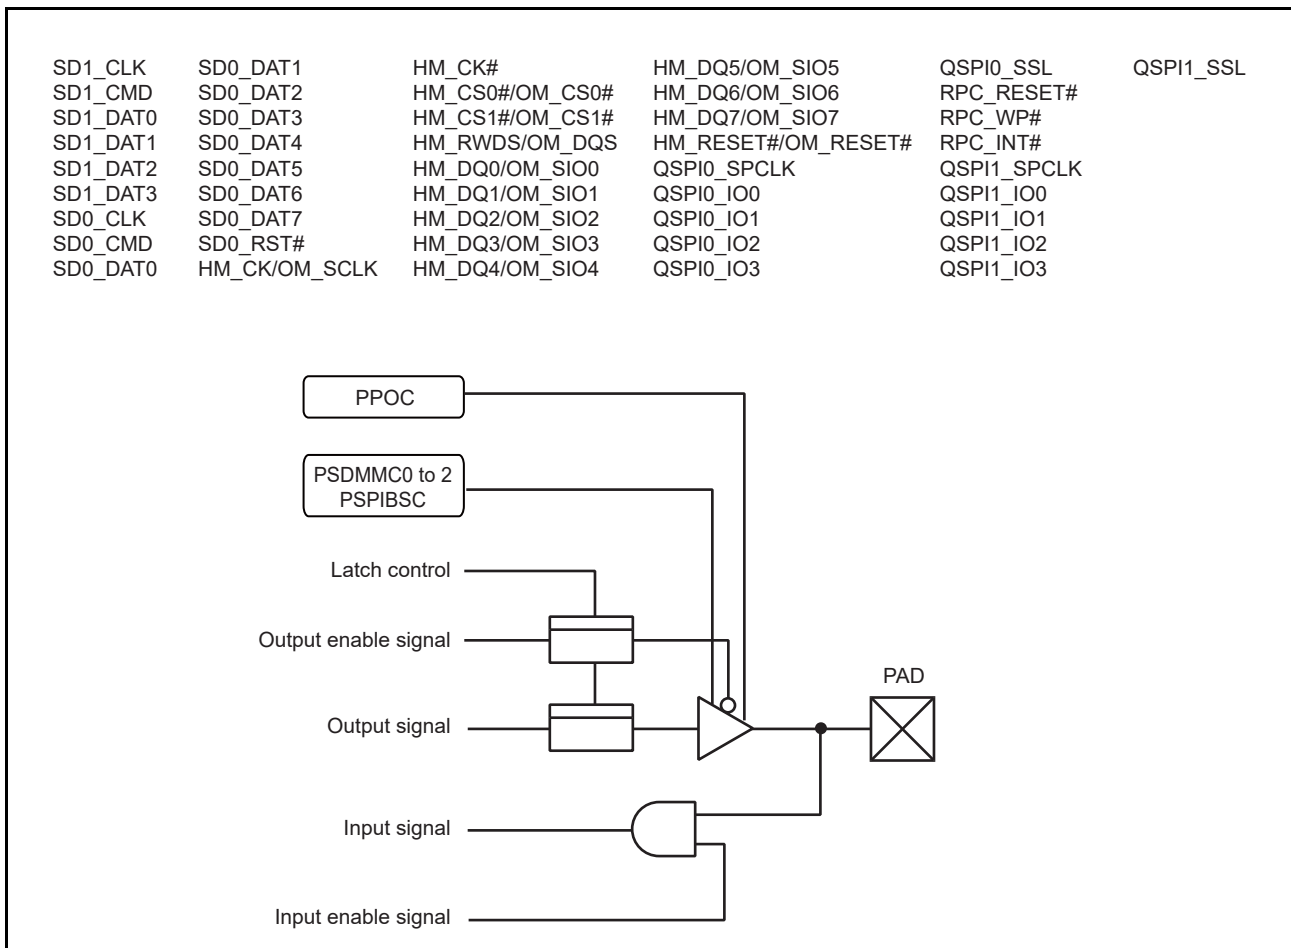 SD1_CLK SD0_DAT1 HM_CK# HM_DQ5/OM_SIO5 QSPI0_SSL QSPI1_SSL
SD1_CMD SD0_DAT2 HM_CS0#/OM_CS0# HM_DQ6/OM_SIO6 RPC_RESET#
SD1_DAT0 SD0_DAT3 HM_CS1#/OM_CS1# HM_DQ7/OM_SIO7 RPC_WP#
SD1_DAT1 SD0_DAT4 HM_RWDS/OM_DQS HM_RESET#/OM_RESET# RPC_INT#
SD1_DAT2 SD0_DAT5 HM_DQ0/OM_SIO0 QSPI0_SPCLK QSPI1_SPCLK
SD1_DAT3 SD0_DAT6 HM_DQ1/OM_SIO1 QSPI0_IO0 QSPI1_IO0
SD0_CLK SD0_DAT7 HM_DQ2/OM_SIO2 QSPI0_IO1 QSPI1_IO1
SD0_CMD SD0_RST# HM_DQ3/OM_SIO3 QSPI0_IO2 QSPI1_IO2
SD0_DAT0 HM_CK/OM_SCLK HM_DQ4/OM_SIO4 QSPI0_IO3 QSPI1_IO3
PPOC
PSDMMC0 to 2
PSPIBSC
Latch control
Output enable signal
PAD
Output signal
Input signal
Input enable signal